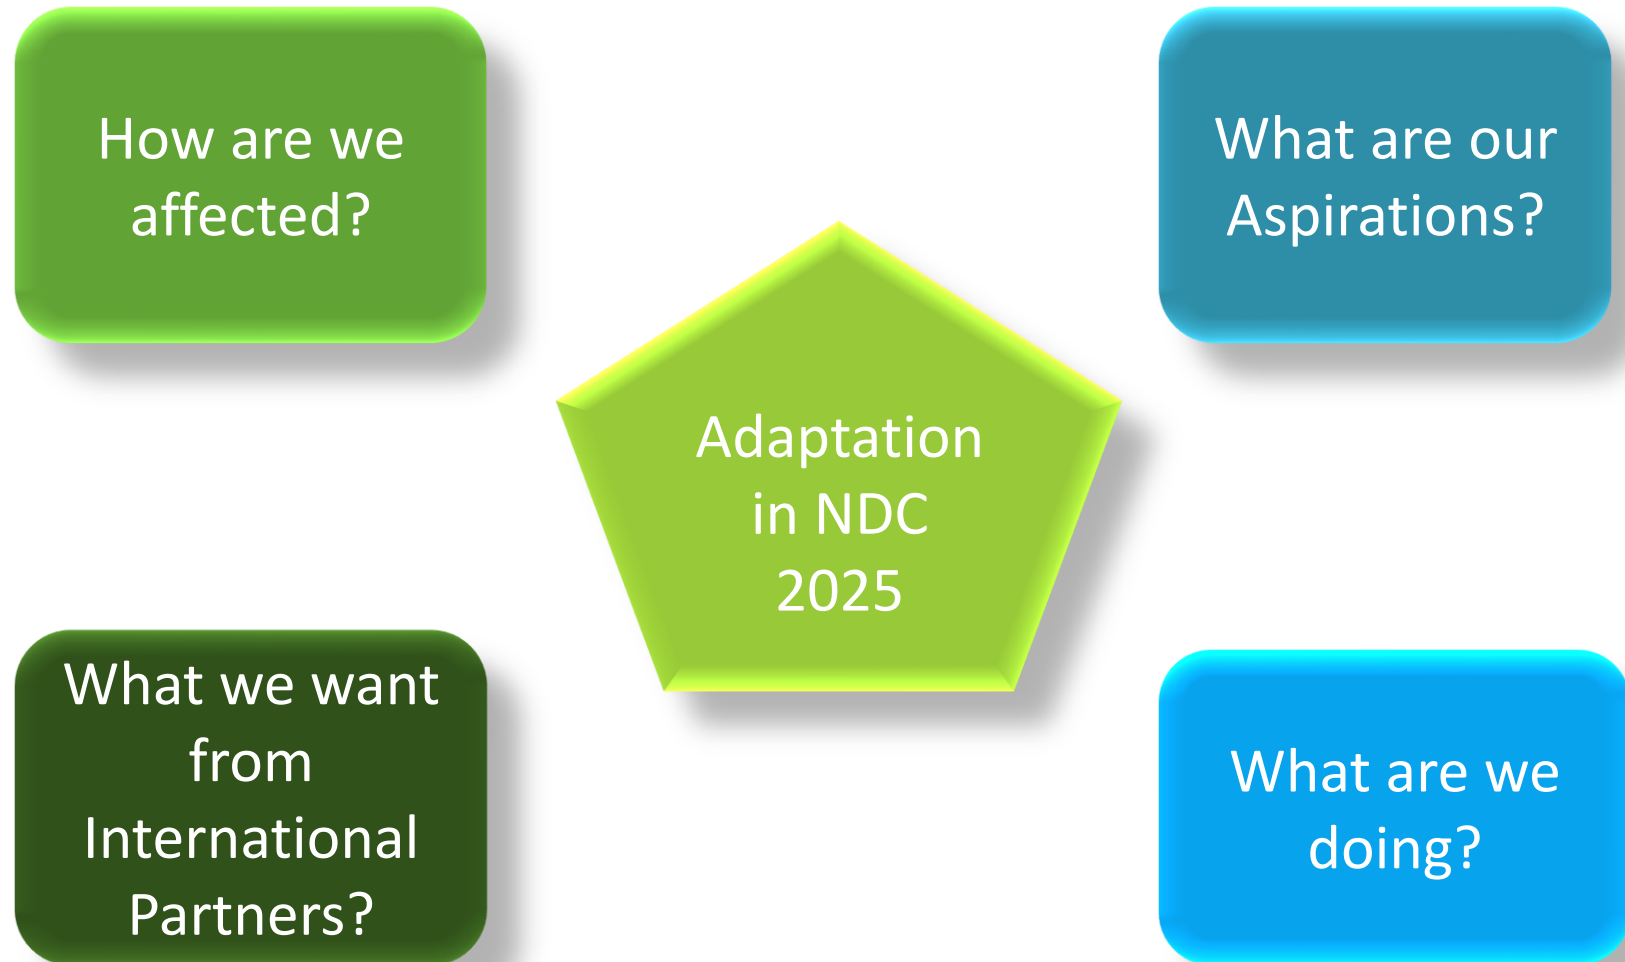 How are we
affected?
What are our
Aspirations?
Adaptation
in NDC
2025
What we want
from
International
Partners?
What are we
doing?